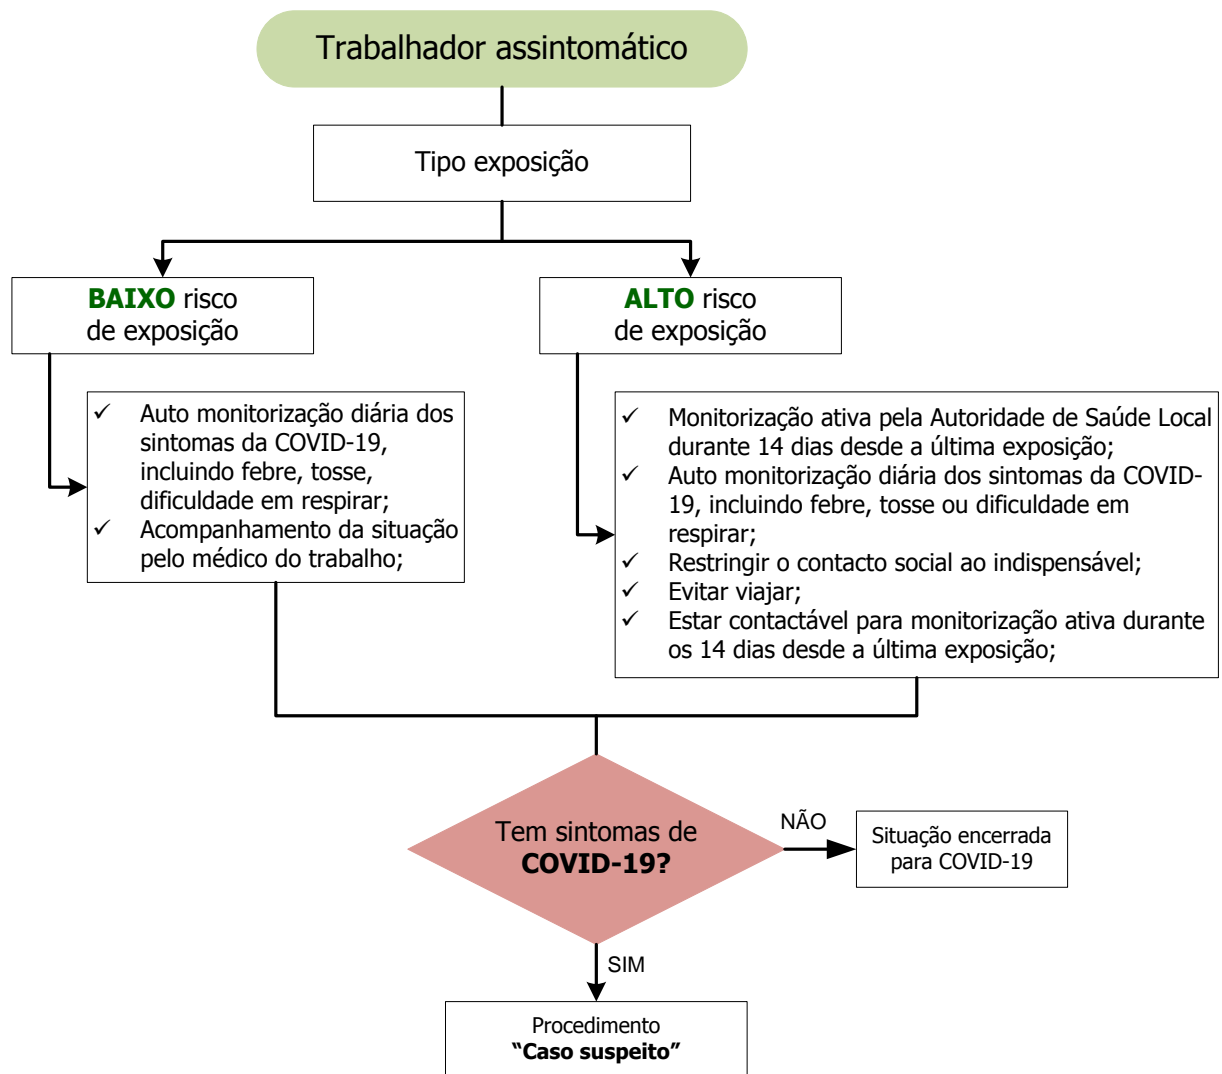 Trabalhador assintomático
Tipo exposição
BAIXO risco
de exposição
ALTO risco
de exposição
✓ Auto monitorização diária dos
sintomas da COVID-19,
incluindo febre, tosse,
dificuldade em respirar;
✓ Acompanhamento da situação
pelo médico do trabalho;
✓ Monitorização ativa pela Autoridade de Saúde Local
durante 14 dias desde a última exposição;
✓ Auto monitorização diária dos sintomas da COVID-
19, incluindo febre, tosse ou dificuldade em
respirar;
✓ Restringir o contacto social ao indispensável;
✓ Evitar viajar;
✓ Estar contactável para monitorização ativa durante
os 14 dias desde a última exposição;
Tem sintomas de
COVID-19?
NÃO
Situação encerrada
para COVID-19
SIM
Procedimento
“Caso suspeito”